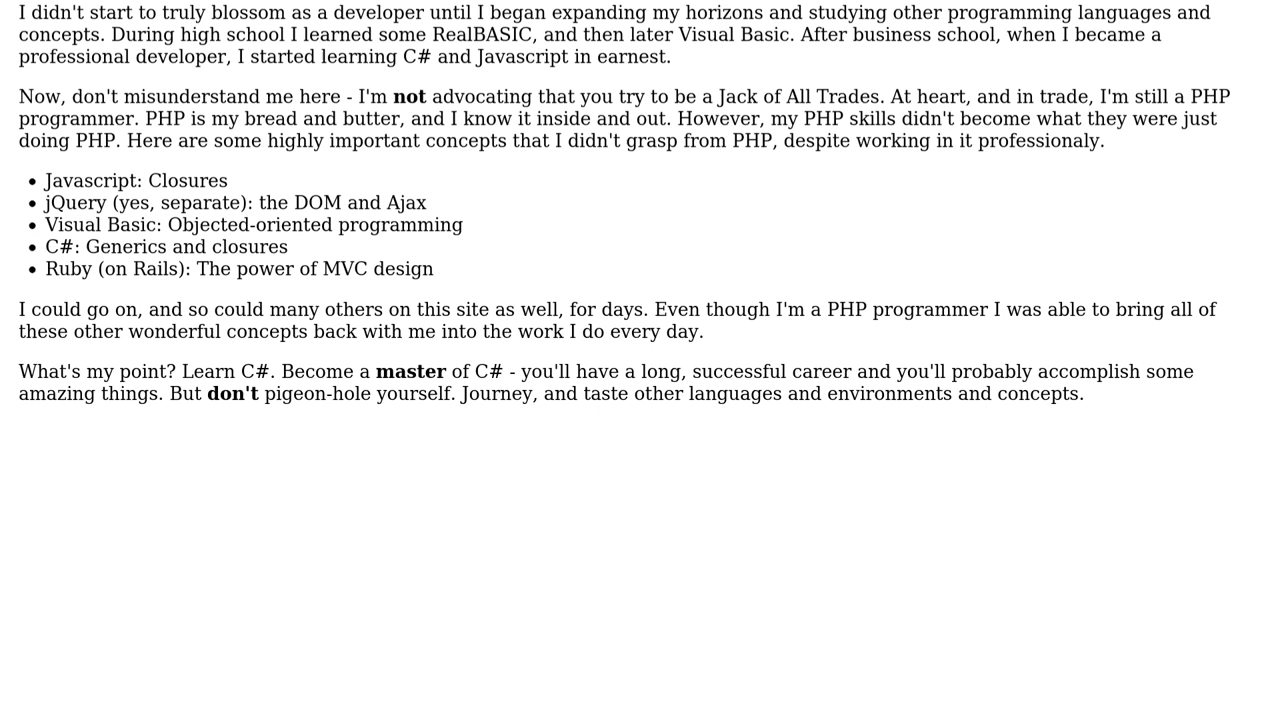 I didn't start to truly blossom as a developer until I began expanding my horizons and studying other programming languages and
concepts. During high school I learned some RealBASIC, and then later Visual Basic. After business school, when I became a
professional developer, I started learning C# and Javascript in earnest.
Now, don't misunderstand me here - I'm not advocating that you try to be a Jack of All Trades. At heart, and in trade, I'm still a PHP
programmer. PHP is my bread and butter, and I know it inside and out. However, my PHP skills didn't become what they were just
doing PHP. Here are some highly important concepts that I didn't grasp from PHP, despite working in it professionaly.
• Javascript: Closures
• jQuery (yes, separate): the DOM and Ajax
• Visual Basic: Objected-oriented programming
• C#: Generics and closures
• Ruby (on Rails): The power of MVC design
I could go on, and so could many others on this site as well, for days. Even though I'm a PHP programmer I was able to bring all of
these other wonderful concepts back with me into the work I do every day.
What's my point? Learn C#. Become a master of C# - you'll have a long, successful career and you'll probably accomplish some
amazing things. But don't pigeon-hole yourself. Journey, and taste other languages and environments and concepts.